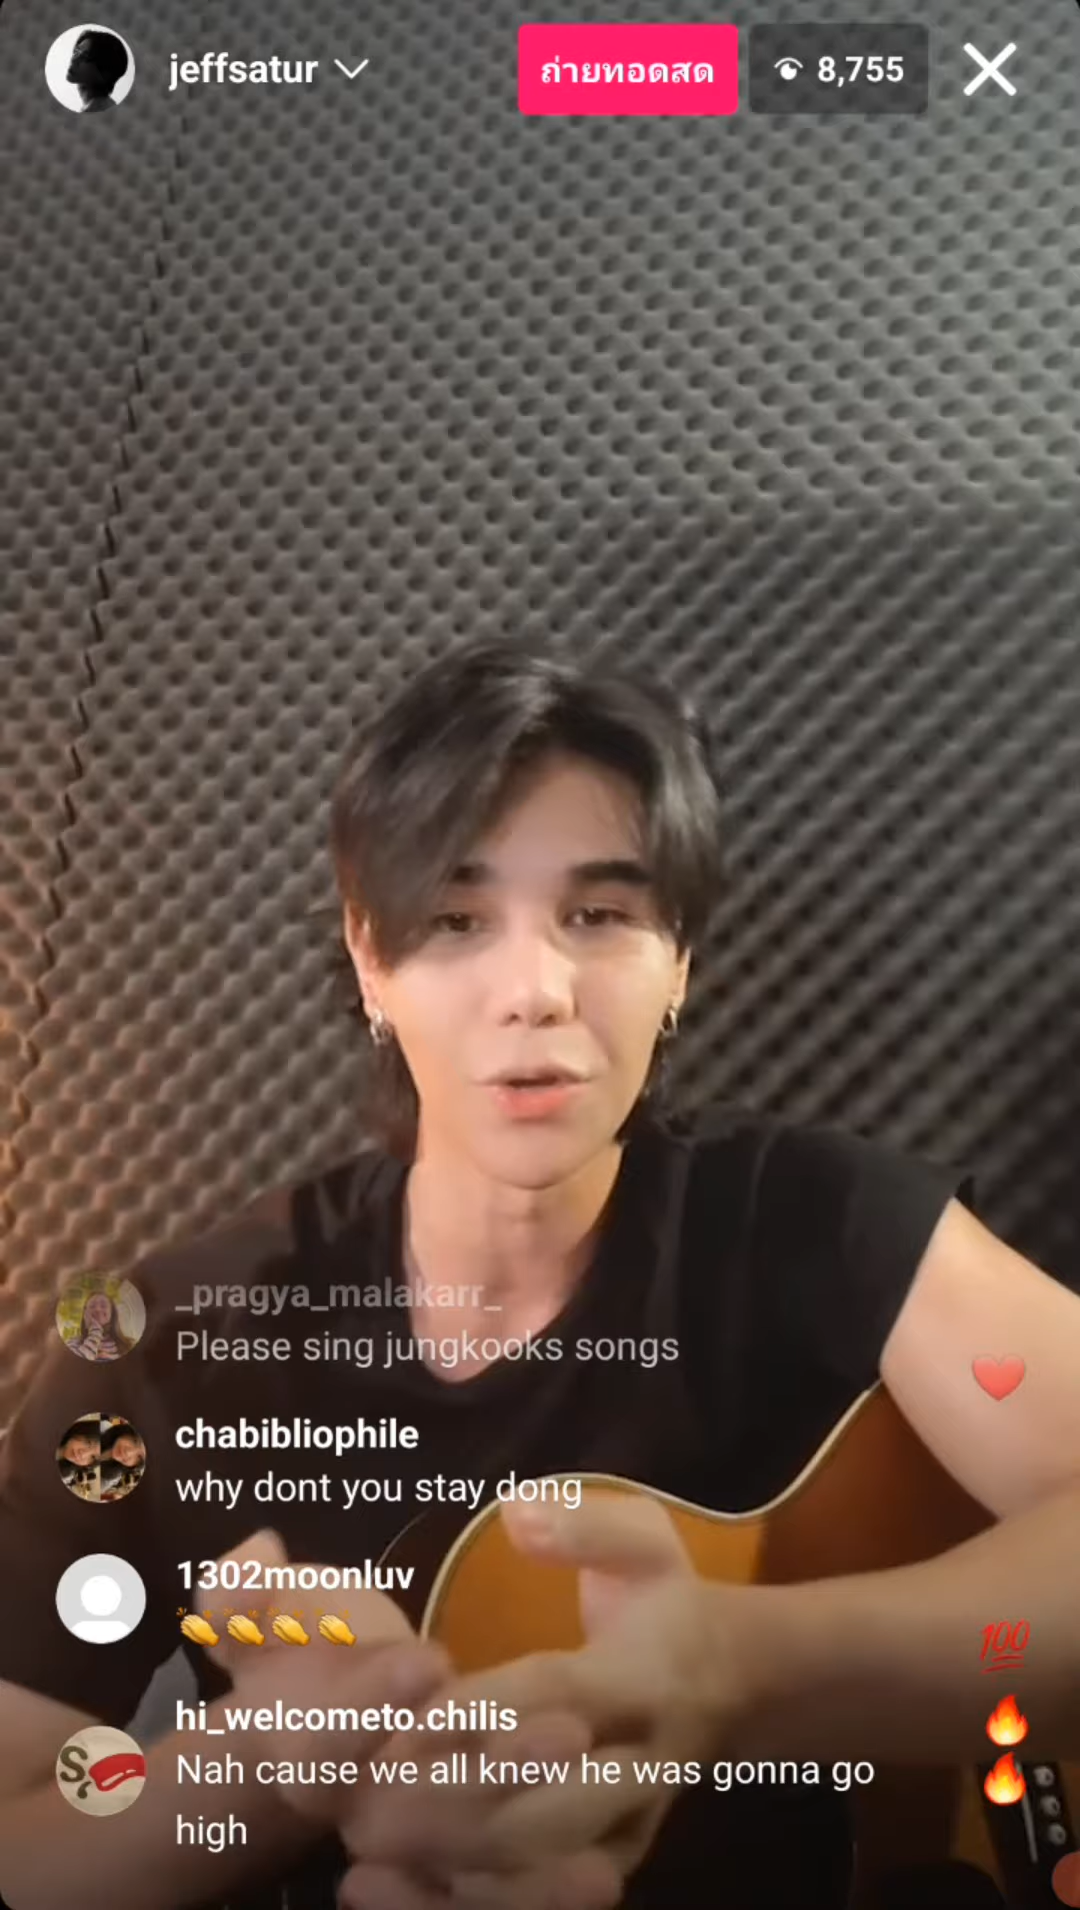 jeffsatur
ถ่ายทอดสด
8,755
_pragya_malakarr_
Please sing jungkooks songs
chabibliophile
why dont you stay dong
1302moonluv
👏👏👏👏
hi_welcometo.chilis
Nah cause we all knew he was gonna go
high
💯